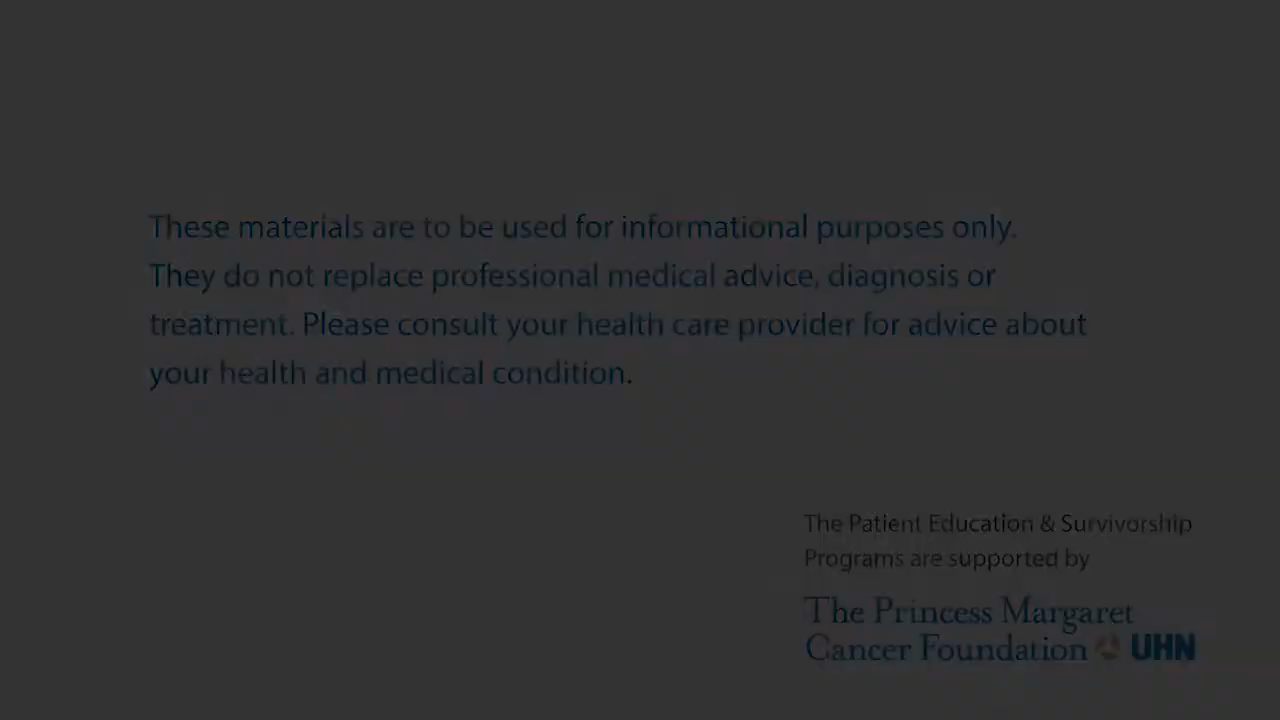 These materials are to be used for informational purposes only.
They do not replace professional medical advice, diagnosis or
treatment. Please consult your health care provider for advice about
your health and medical condition.
The Patient Education & Survivorship
Programs are supported by
The Princess Margaret
Cancer Foundation UHN